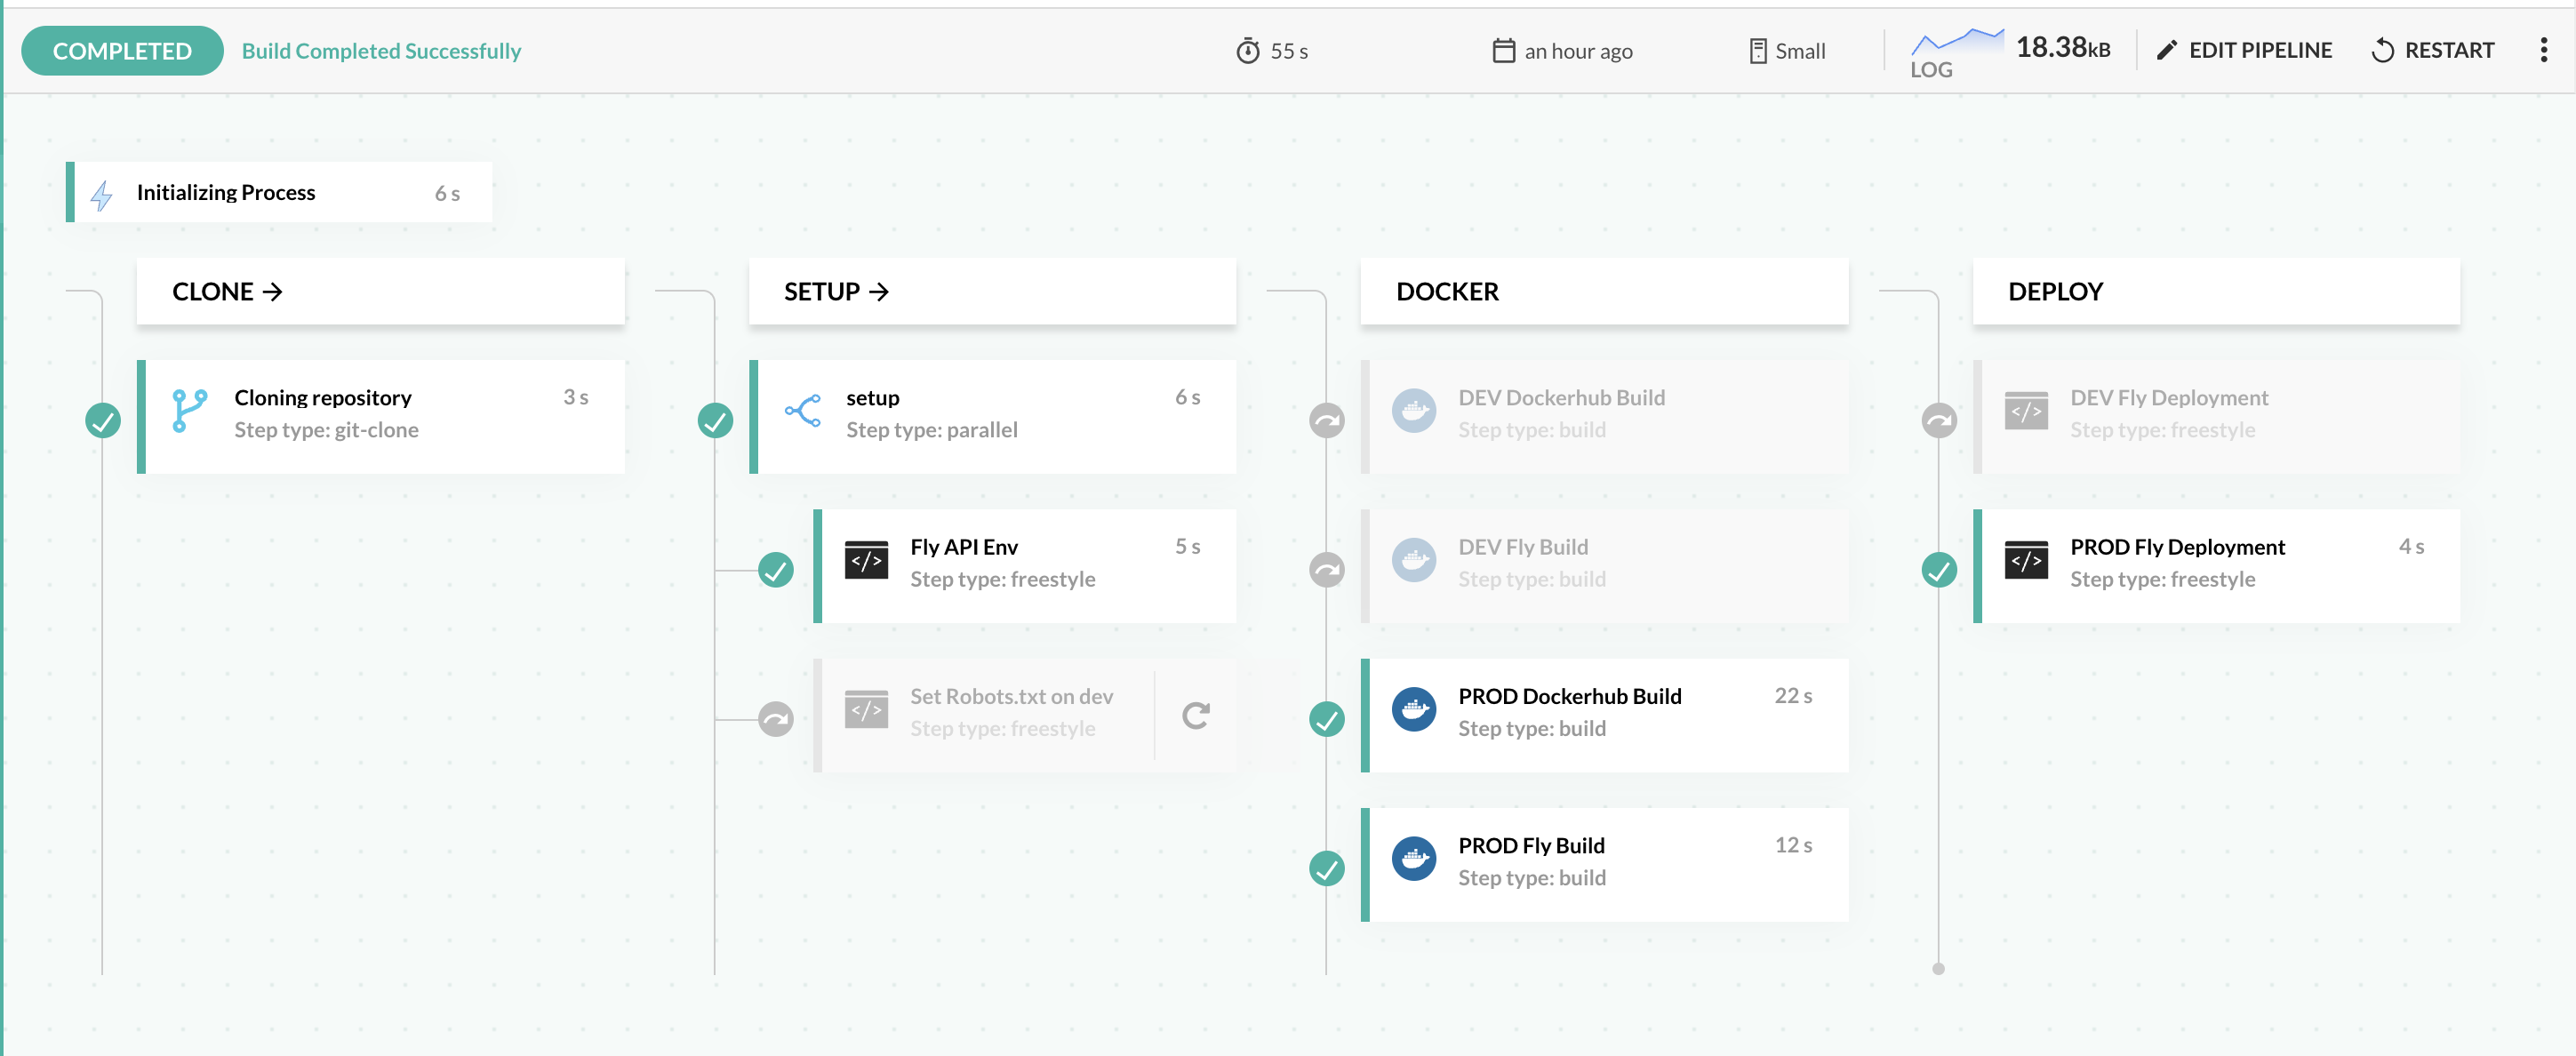 COMPLETED
Build Completed Successfully
55 s
an hour ago
Small
LOG
18.38kB
EDIT PIPELINE
RESTART
Initializing Process
6 s
CLONE →
Cloning repository
3 s
Step type: git-clone
SETUP →
setup
6 s
Step type: parallel
</> Fly API Env
5 s
Step type: freestyle
</> Set Robots.txt on dev
Step type: freestyle
DOCKER
DEV Dockerhub Build
Step type: build
DEV Fly Build
Step type: build
PROD Dockerhub Build
22 s
Step type: build
PROD Fly Build
12 s
Step type: build
DEPLOY
</> DEV Fly Deployment
Step type: freestyle
</> PROD Fly Deployment
4 s
Step type: freestyle